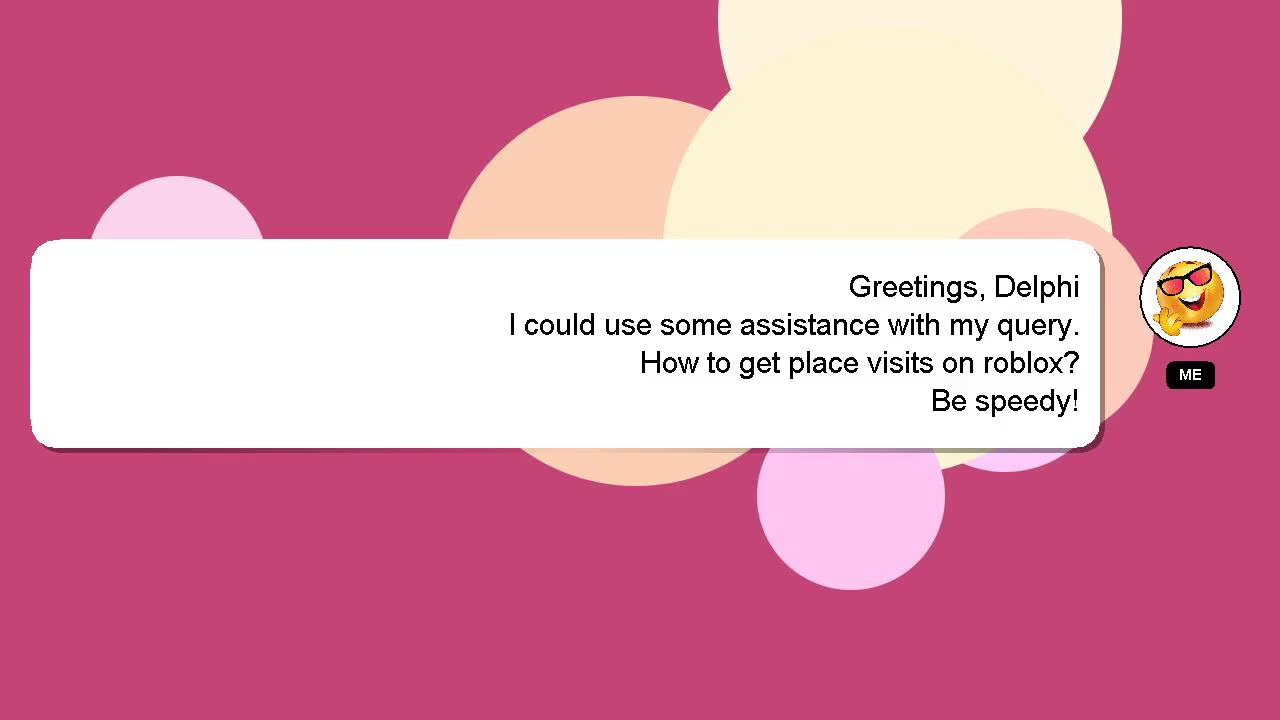 Greetings, Delphi
I could use some assistance with my query.
How to get place visits on roblox?
Be speedy!
ME